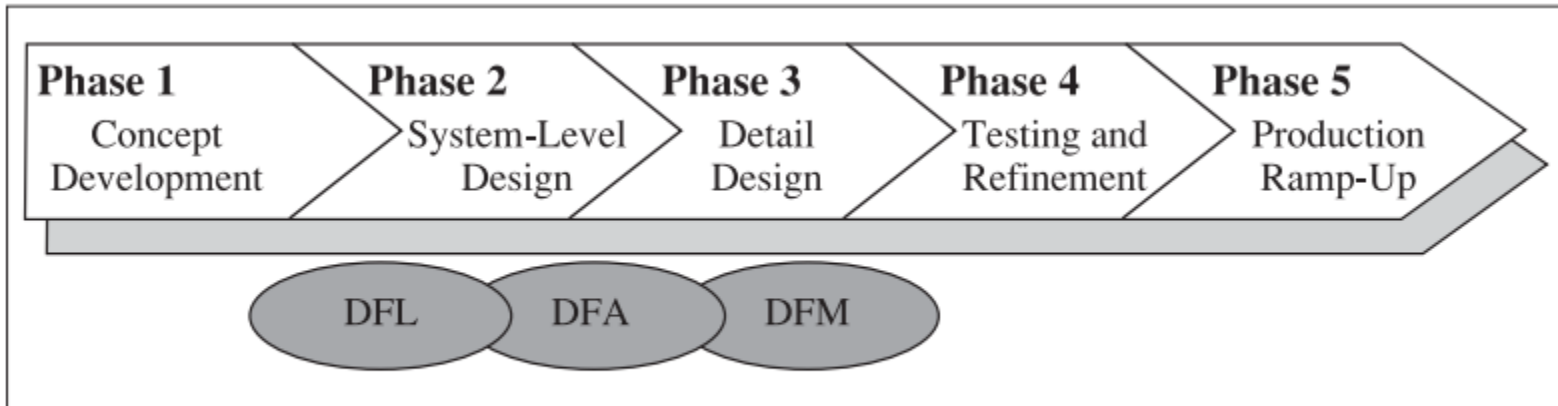 Phase 1
Concept
Development
Phase 2
System-Level
Design
Phase 3
Detail
Design
Phase 4
Testing and
Refinement
Phase 5
Production
Ramp-Up
DFL
DFA
DFM